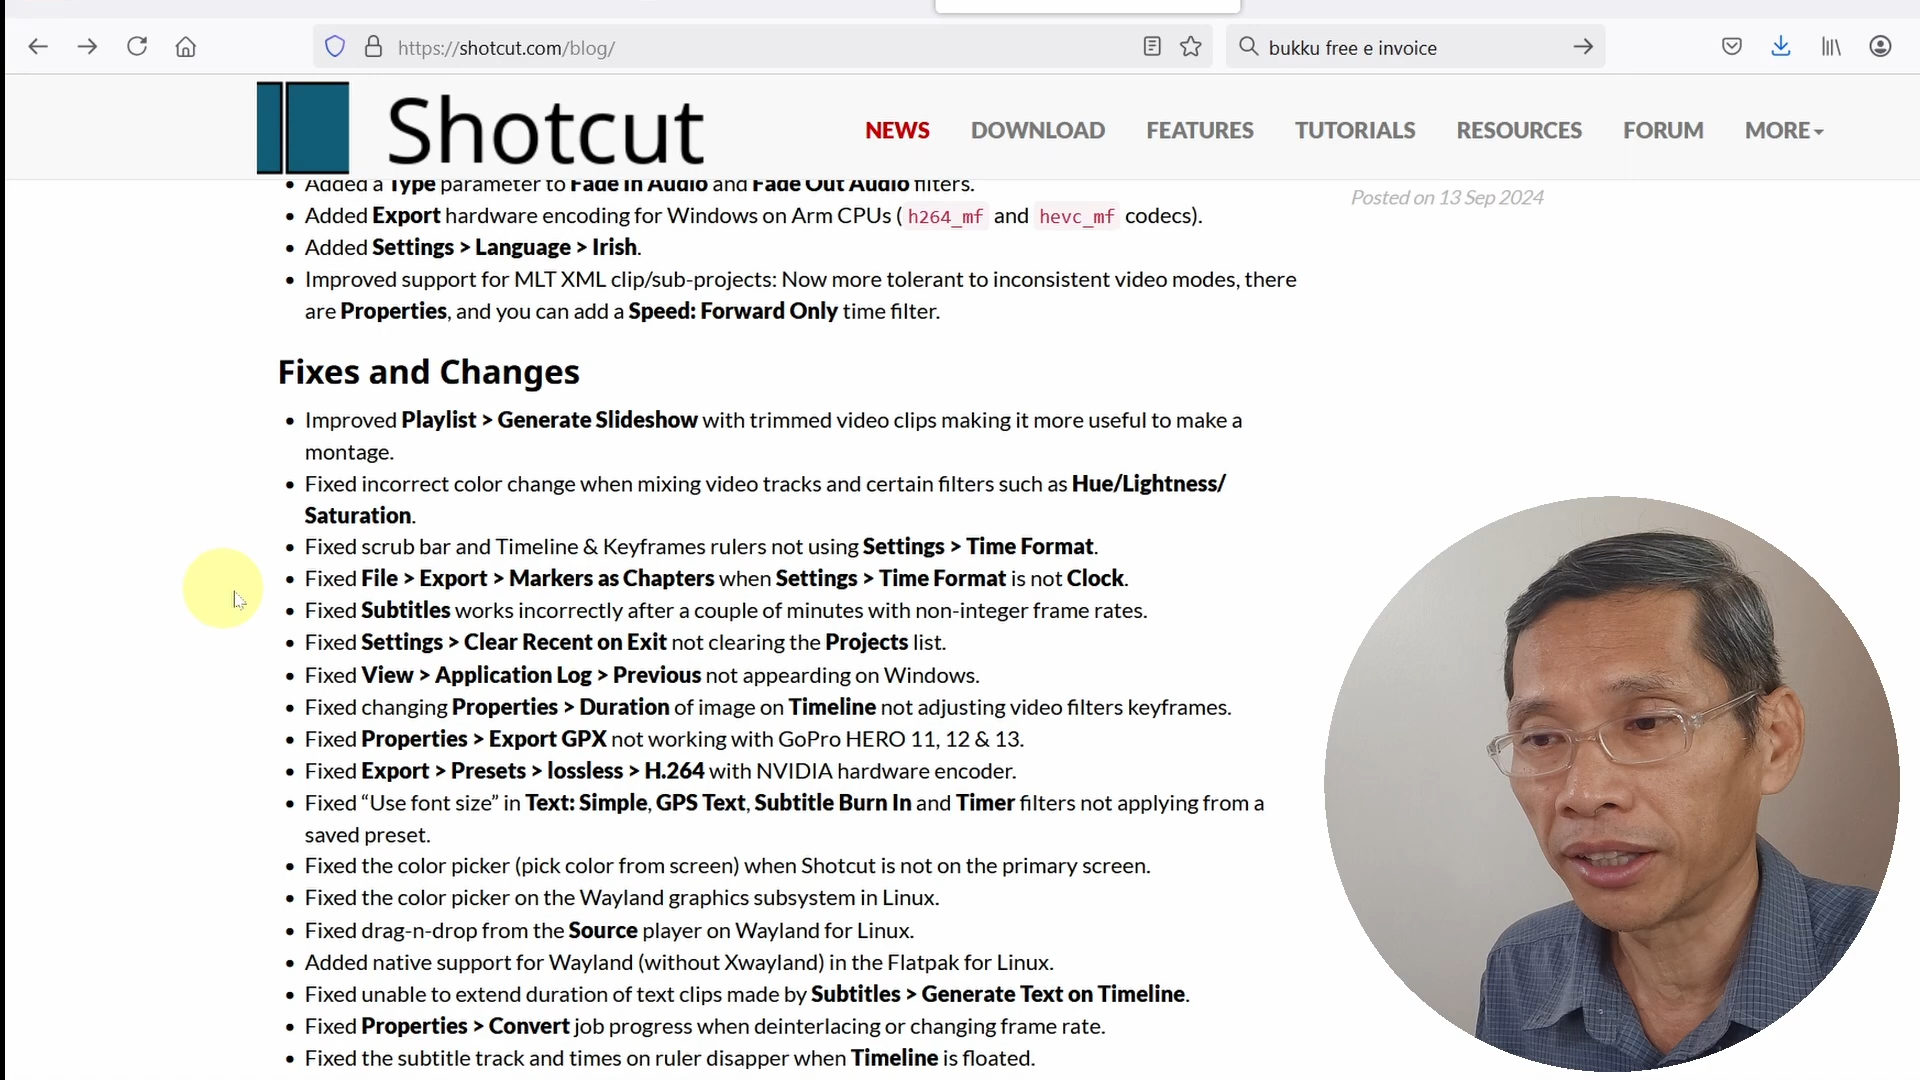 https://shotcut.com/blog/
bukku free e invoice
Shotcut
NEWS DOWNLOAD FEATURES TUTORIALS RESOURCES FORUM MORE
• Added a Type parameter to Fade In Audio and Fade Out Audio filters.
Posted on 13 Sep 2024
• Added Export hardware encoding for Windows on Arm CPUs ( h264_mf and hevc_mf codecs).
• Added Settings > Language > Irish.
• Improved support for MLT XML clip/sub-projects: Now more tolerant to inconsistent video modes, there
are Properties, and you can add a Speed: Forward Only time filter.
Fixes and Changes
• Improved Playlist > Generate Slideshow with trimmed video clips making it more useful to make a
montage.
• Fixed incorrect color change when mixing video tracks and certain filters such as Hue/Lightness/
Saturation.
• Fixed scrub bar and Timeline & Keyframes rulers not using Settings > Time Format.
• Fixed File > Export > Markers as Chapters when Settings > Time Format is not Clock.
• Fixed Subtitles works incorrectly after a couple of minutes with non-integer frame rates.
• Fixed Settings > Clear Recent on Exit not clearing the Projects list.
• Fixed View > Application Log > Previous not appearding on Windows.
• Fixed changing Properties > Duration of image on Timeline not adjusting video filters keyframes.
• Fixed Properties > Export GPX not working with GoPro HERO 11, 12 & 13.
• Fixed Export > Presets > lossless > H.264 with NVIDIA hardware encoder.
• Fixed “Use font size” in Text: Simple, GPS Text, Subtitle Burn In and Timer filters not applying from a
saved preset.
• Fixed the color picker (pick color from screen) when Shotcut is not on the primary screen.
• Fixed the color picker on the Wayland graphics subsystem in Linux.
• Fixed drag-n-drop from the Source player on Wayland for Linux.
• Added native support for Wayland (without Xwayland) in the Flatpak for Linux.
• Fixed unable to extend duration of text clips made by Subtitles > Generate Text on Timeline.
• Fixed Properties > Convert job progress when deinterlacing or changing frame rate.
• Fixed the subtitle track and times on ruler disapper when Timeline is floated.